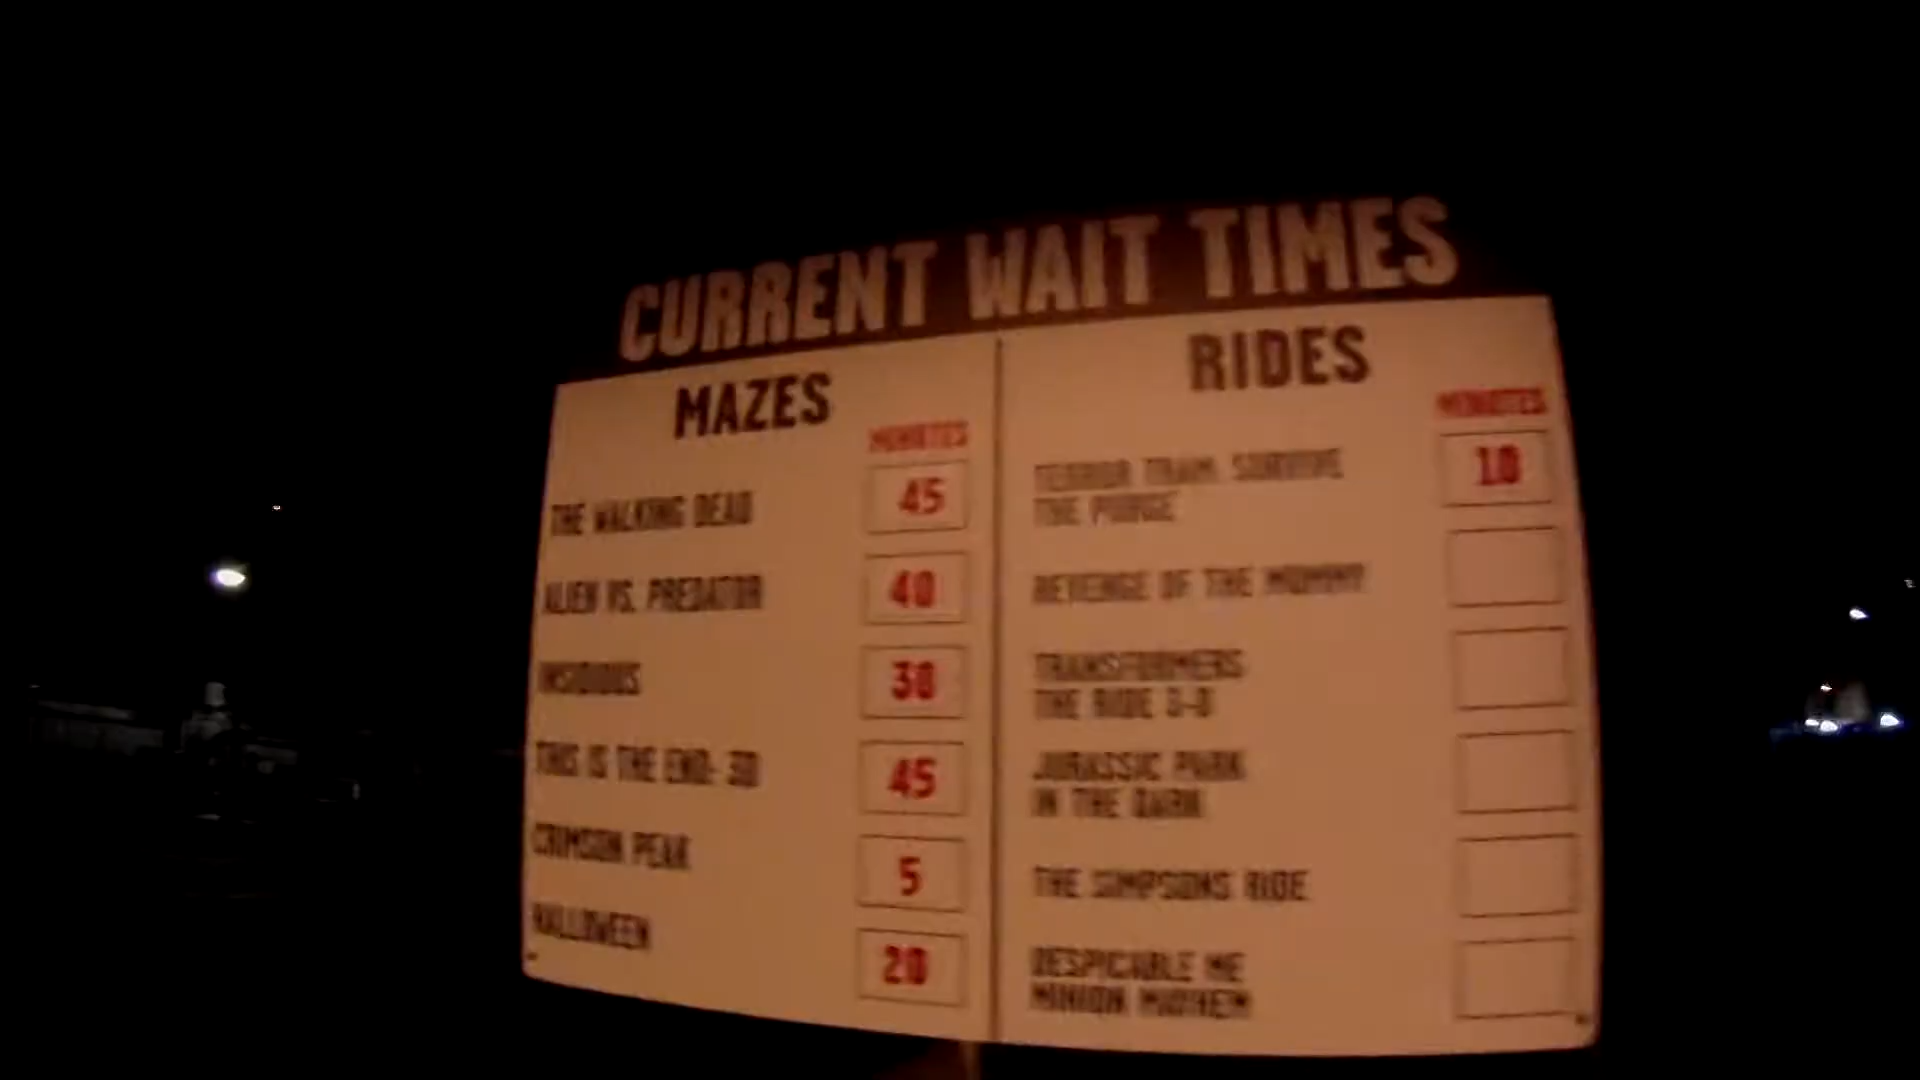 CURRENT WAIT TIMES
MAZES
MINUTES
THE WALKING DEAD 45
ALIEN VS. PREDATOR 40
INSIDIOUS 30
THIS IS THE END: 3D 45
CRIMSON PEAK 5
HALLOWEEN 20
RIDES
MINUTES
TERROR TRAM: SURVIVE 10
THE PURGE
REVENGE OF THE MUMMY
TRANSFORMERS
THE RIDE 3-D
JURASSIC PARK
IN THE DARK
THE SIMPSONS RIDE
DESPICABLE ME
MINION MAYHEM